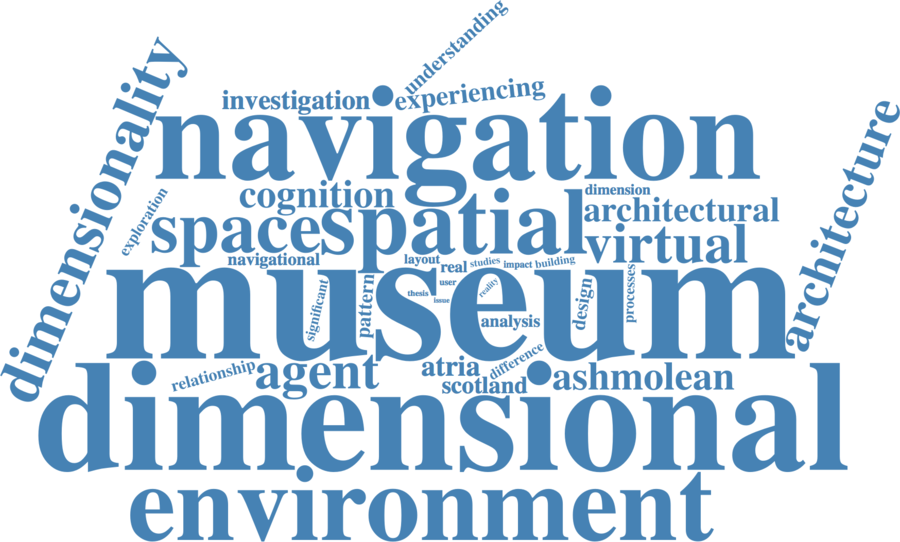 understanding
dimensionality
investigation experiencing
navigation
architecture
exploration
cognition
dimension
space spatial architectural
virtual
navigational
layout real studies impact building
museum
user
reality
thesis issue
significant
pattern
design
processes
analysis
relationship agent atria difference
scotland ashmolean
dimensional
environment